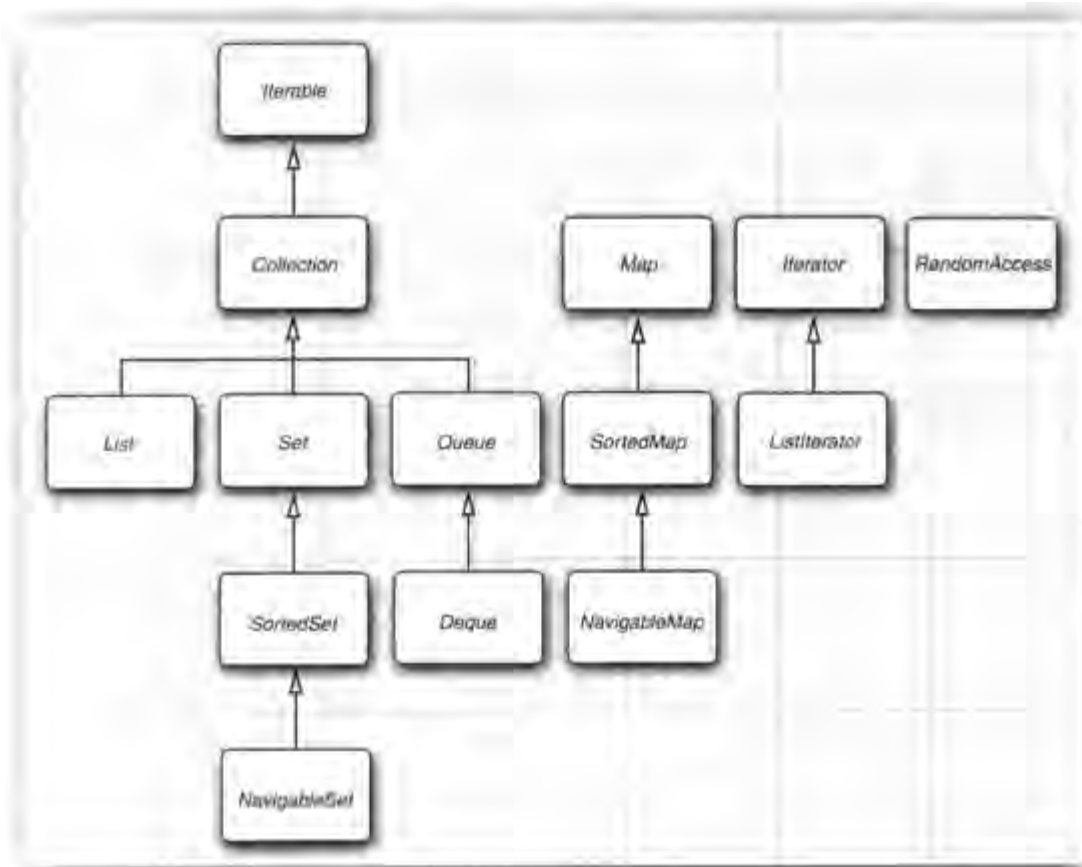 Iterable
Collection
Map
Iterator
RandomAccess
List
Set
Queue
SortedMap
ListIterator
SortedSet
Deque
NavigableMap
NavigableSet